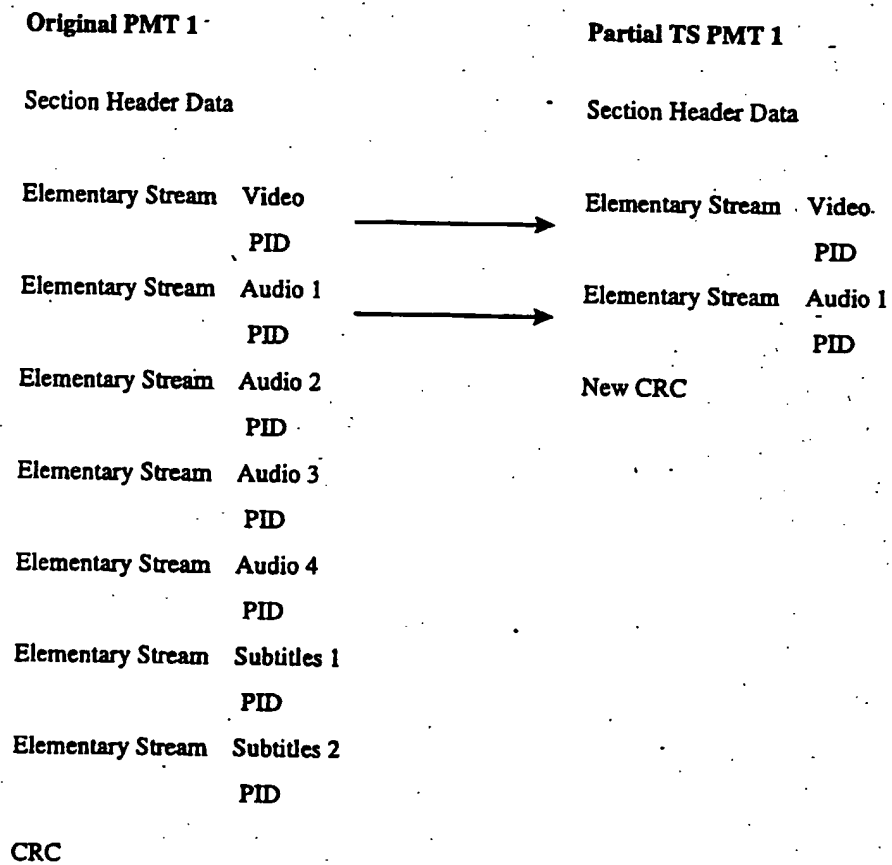 Original PMT 1
Section Header Data
Elementary Stream Video
PID
Elementary Stream Audio 1
PID
Elementary Stream Audio 2
PID
Elementary Stream Audio 3
PID
Elementary Stream Audio 4
PID
Elementary Stream Subtitles 1
PID
Elementary Stream Subtitles 2
PID
CRC
Partial TS PMT 1
Section Header Data
Elementary Stream Video
PID
Elementary Stream Audio 1
PID
New CRC